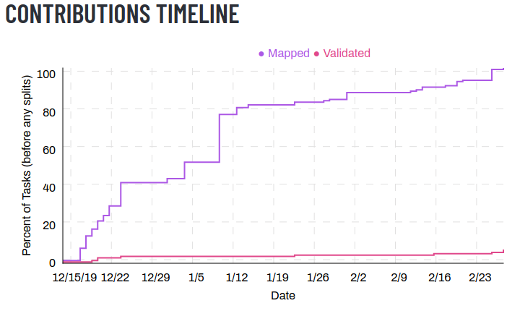 CONTRIBUTIONS TIMELINE
Mapped Validated
Percent of Tasks (before any splits)
100
80
60
40
20
0
12/15/19 12/22 12/29 1/5 1/12 1/19 1/26 2/2 2/9 2/16 2/23
Date